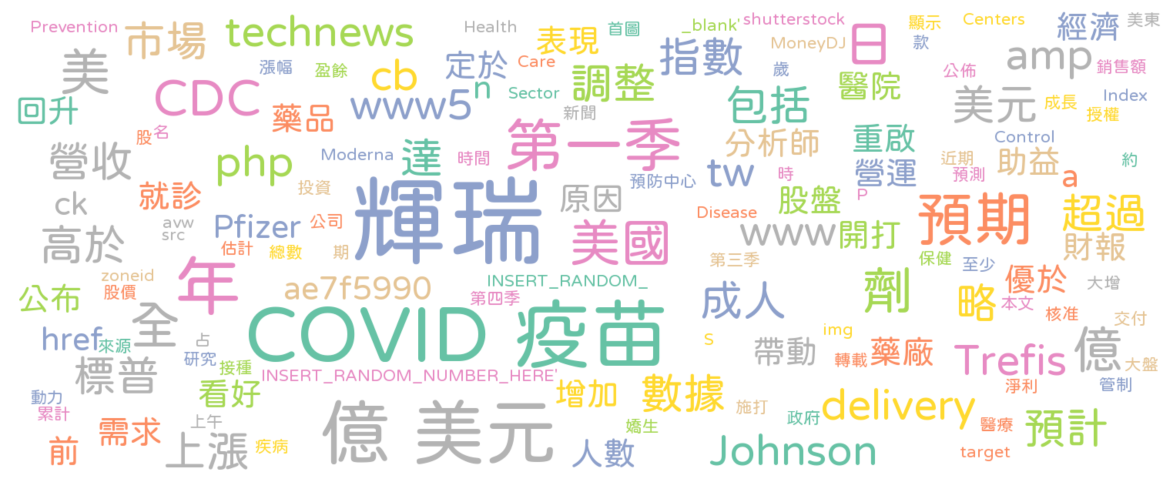 Prevention
市場
technews
Health
表現
首圖
_blank'
shutterstock
顯示
Centers
經濟
美東
美
漲幅
盈餘
cb
Care
定於
指數
MoneyDJ
款
日
amp
銷售額
CDC
www5
n
Sector
調整
歲
包括
醫院
公佈
美元
成長
Index
授權
回升
藥品
新聞
股
名
第一季
分析師
重啟
Control
營收
php
Moderna
達
時間
原因
預防中心
tw
時
營運
近期
預測
助益
約
ck
就診
投資
輝瑞
P
股盤
a
高於
avw
src
Pfizer
公司
美國
Disease
www
開打
預期
超過
財報
估計
總數
期
第三季
保健
至少
zoneid
股價
年
ae7f5990
INSERT_RANDOM_
第四季
成人
劑
優於
大增
公布
全
COVID 疫苗
略
本文
核准
交付
href
來源
占
研究
接種
S
img
帶動
轉載
藥廠
Trefis
億
大盤
標普
INSERT_RANDOM_NUMBER_HERE'
淨利
管制
動力
累計
看好
增加
數據
施打
政府
delivery
預計
需求
上午
億 美元
嬌生
醫療
前
上漲
疾病
人數
Johnson
target